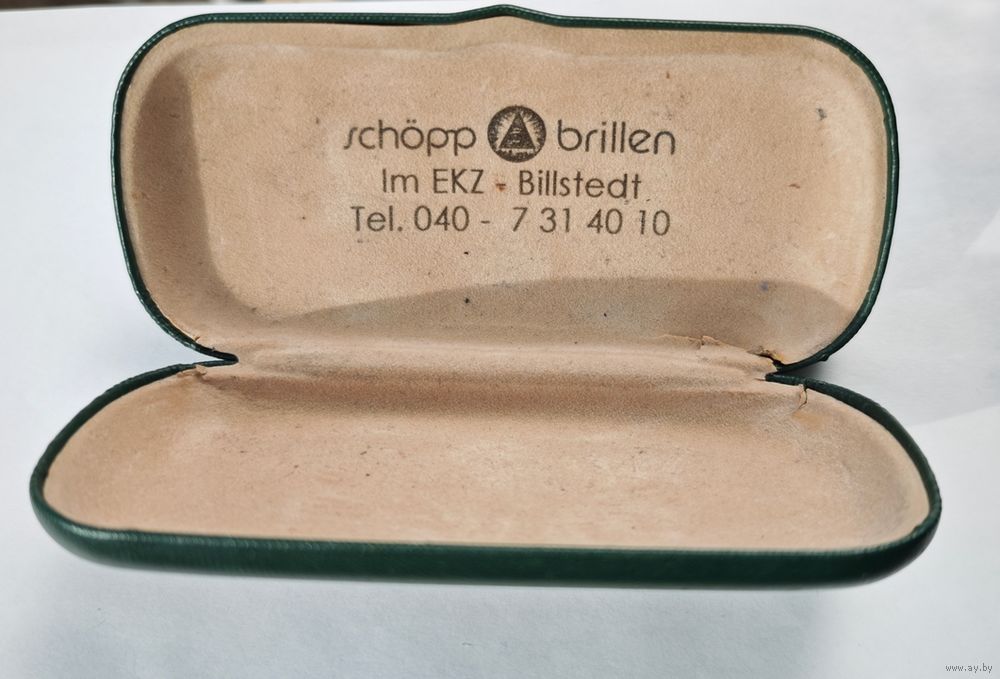 schöpp brillen
Im EKZ - Billstedt
Tel. 040 - 7 31 40 10
www.ay.by